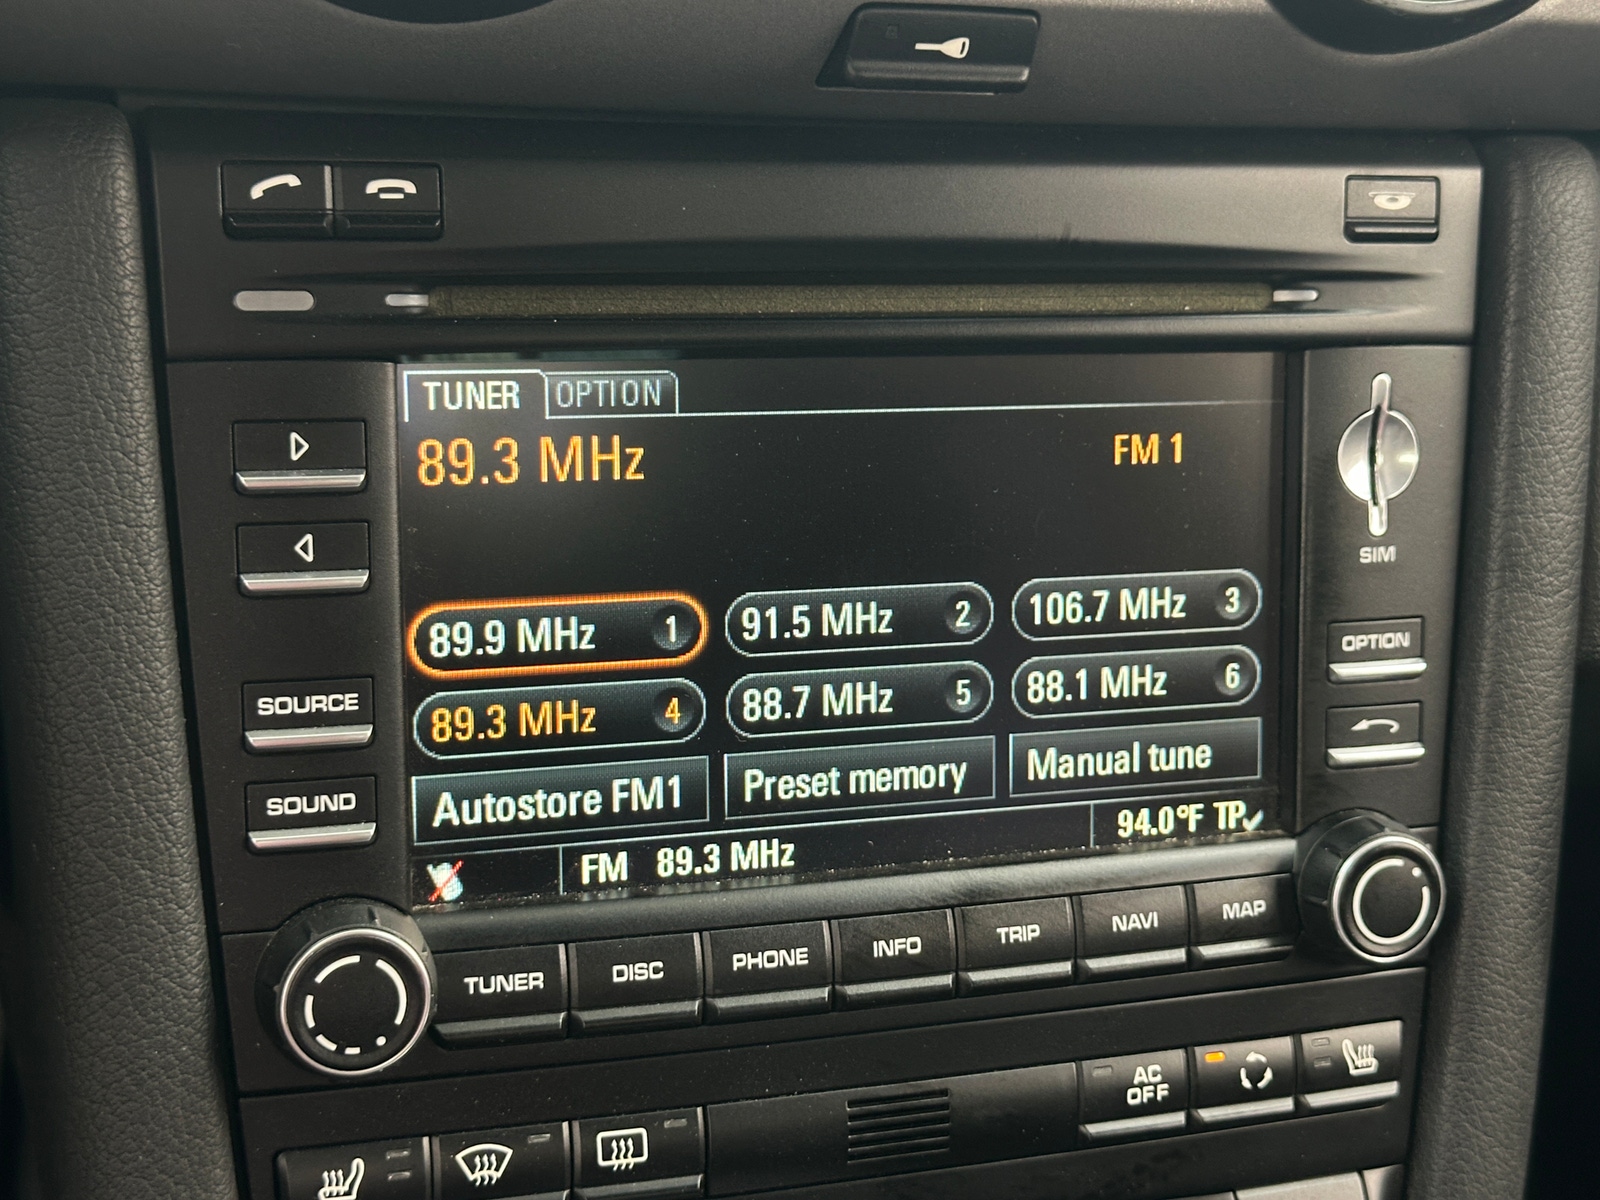 TUNER OPTION
89.3 MHz FM 1
89.9 MHz 1 91.5 MHz 2 106.7 MHz 3
89.3 MHz 4 88.7 MHz 5 88.1 MHz 6
Autostore FM1 Preset memory Manual tune
FM 89.3 MHz 94.0°F TP
SOURCE
SOUND
SIM
OPTION
TUNER DISC PHONE INFO TRIP NAVI MAP
AC
OFF